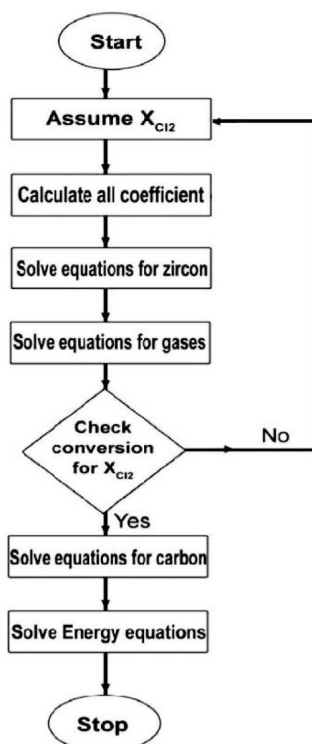 Start
Assume X_Cl2
Calculate all coefficient
Solve equations for zircon
Solve equations for gases
Check
conversion
for X_Cl2
No
Yes
Solve equations for carbon
Solve Energy equations
Stop